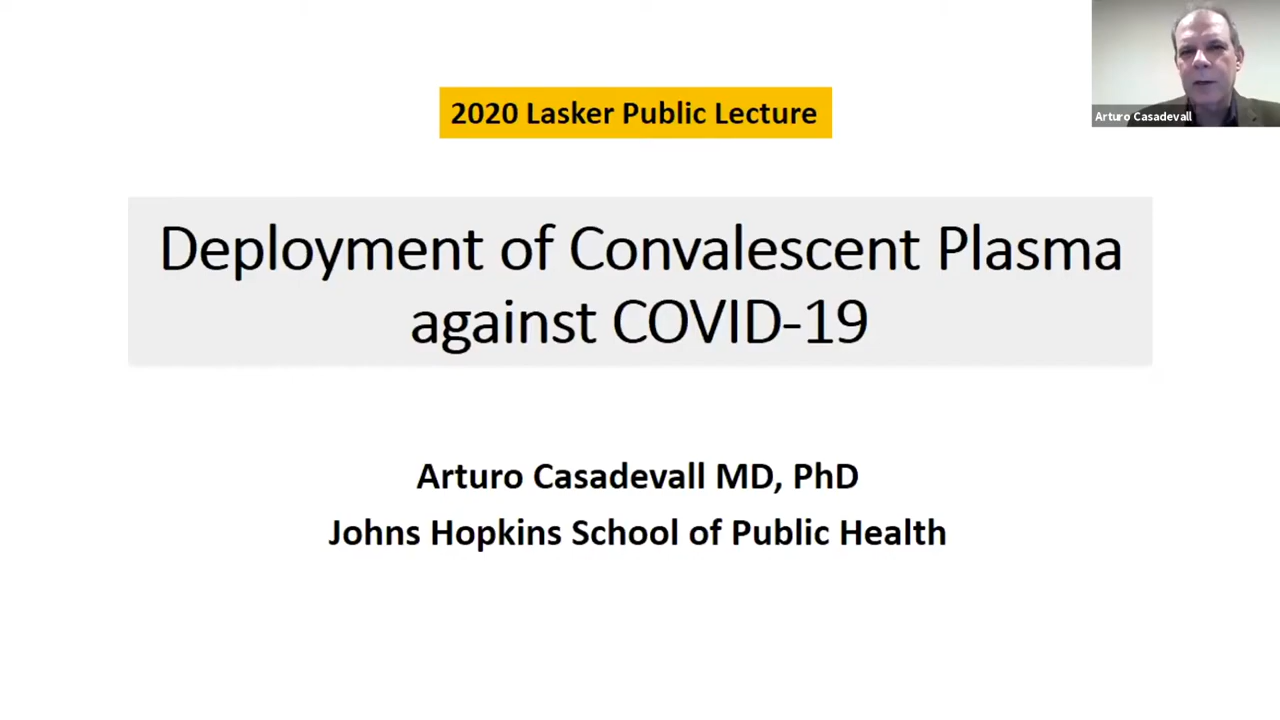 2020 Lasker Public Lecture
Arturo Casadevall
Deployment of Convalescent Plasma
against COVID-19
Arturo Casadevall MD, PhD
Johns Hopkins School of Public Health